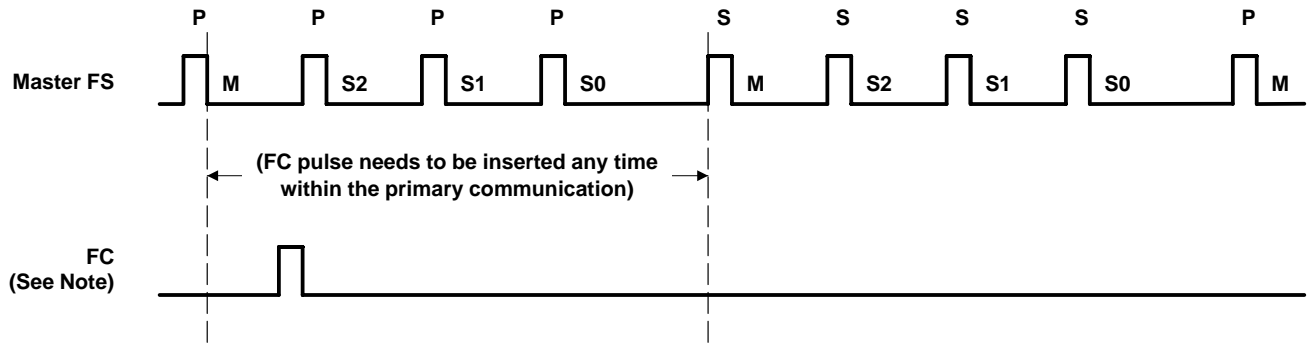 P P P P S S S S P
Master FS M S2 S1 S0 M S2 S1 S0 M
(FC pulse needs to be inserted any time
within the primary communication)
FC
(See Note)